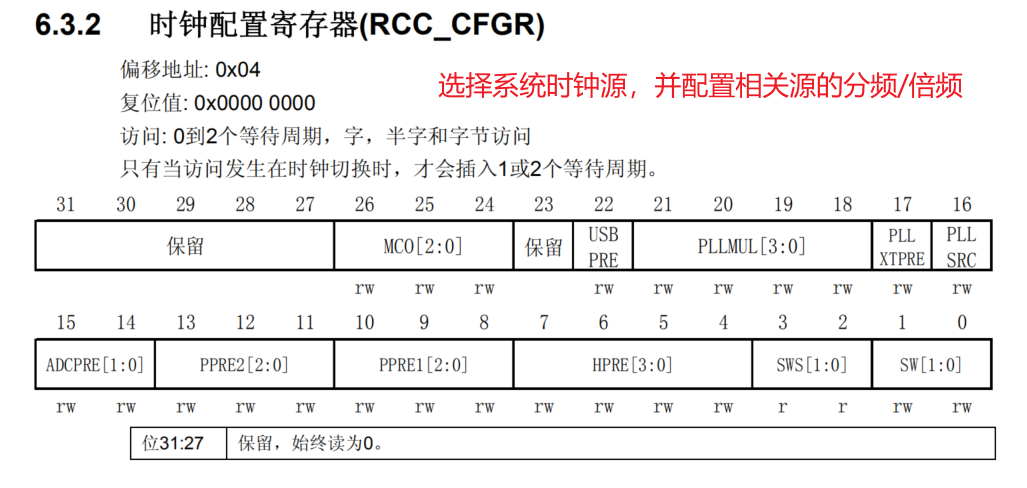 6.3.2 时钟配置寄存器(RCC_CFGR)
偏移地址: 0x04
选择系统时钟源，并配置相关源的分频/倍频
复位值: 0x0000 0000
访问: 0到2个等待周期，字，半字和字节访问
只有当访问发生在时钟切换时，才会插入1或2个等待周期。
31 30 29 28 27 26 25 24 23 22 21 20 19 18 17 16
保留 MCO[2:0] 保留 USB PRE PLLMUL[3:0] PLL XTPRE PLL SRC
rw rw rw rw rw rw rw rw rw rw
15 14 13 12 11 10 9 8 7 6 5 4 3 2 1 0
ADCPRE[1:0] PPRE2[2:0] PPRE1[2:0] HPRE[3:0] SWS[1:0] SW[1:0]
rw rw rw rw rw rw rw rw rw rw rw rw r r rw rw
位31:27 保留，始终读为0。